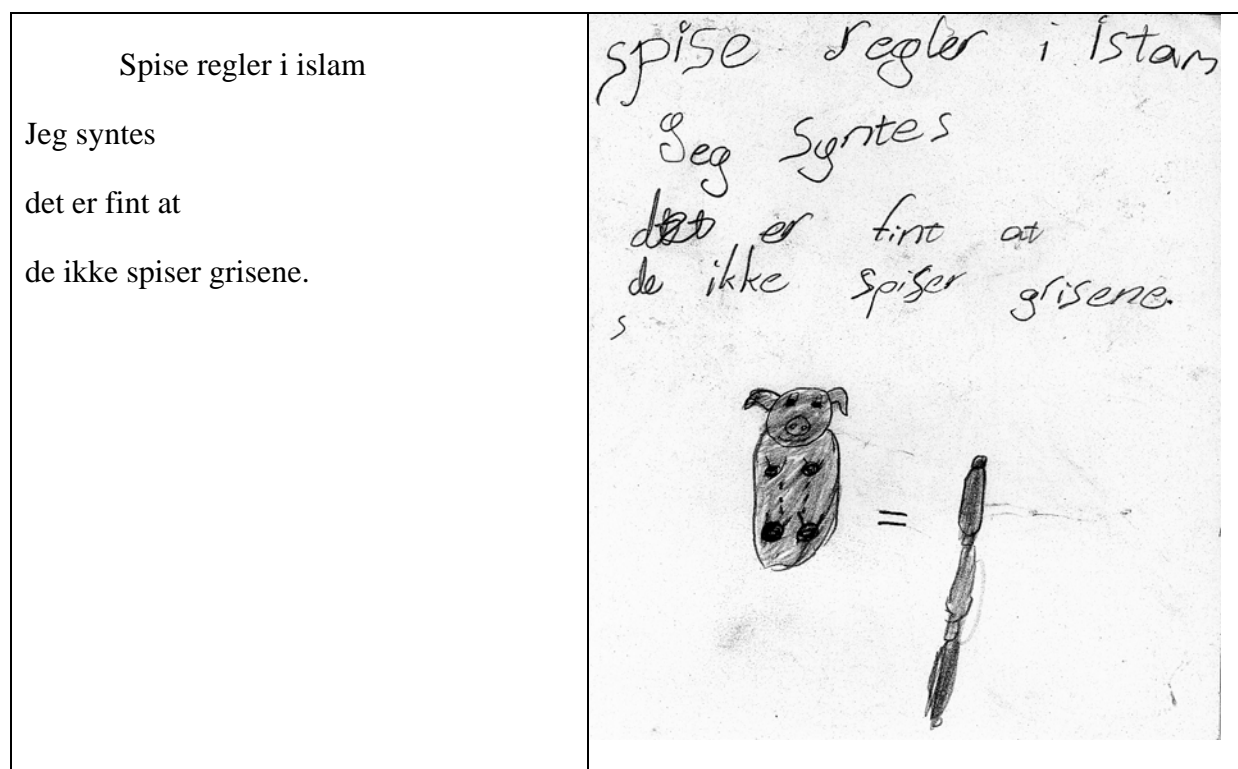 Spise regler i islam
Jeg syntes
det er fint at
de ikke spiser grisene.
spise regler i istam
Jeg syntes
det er fint at
de ikke spiser grisene.
s
=